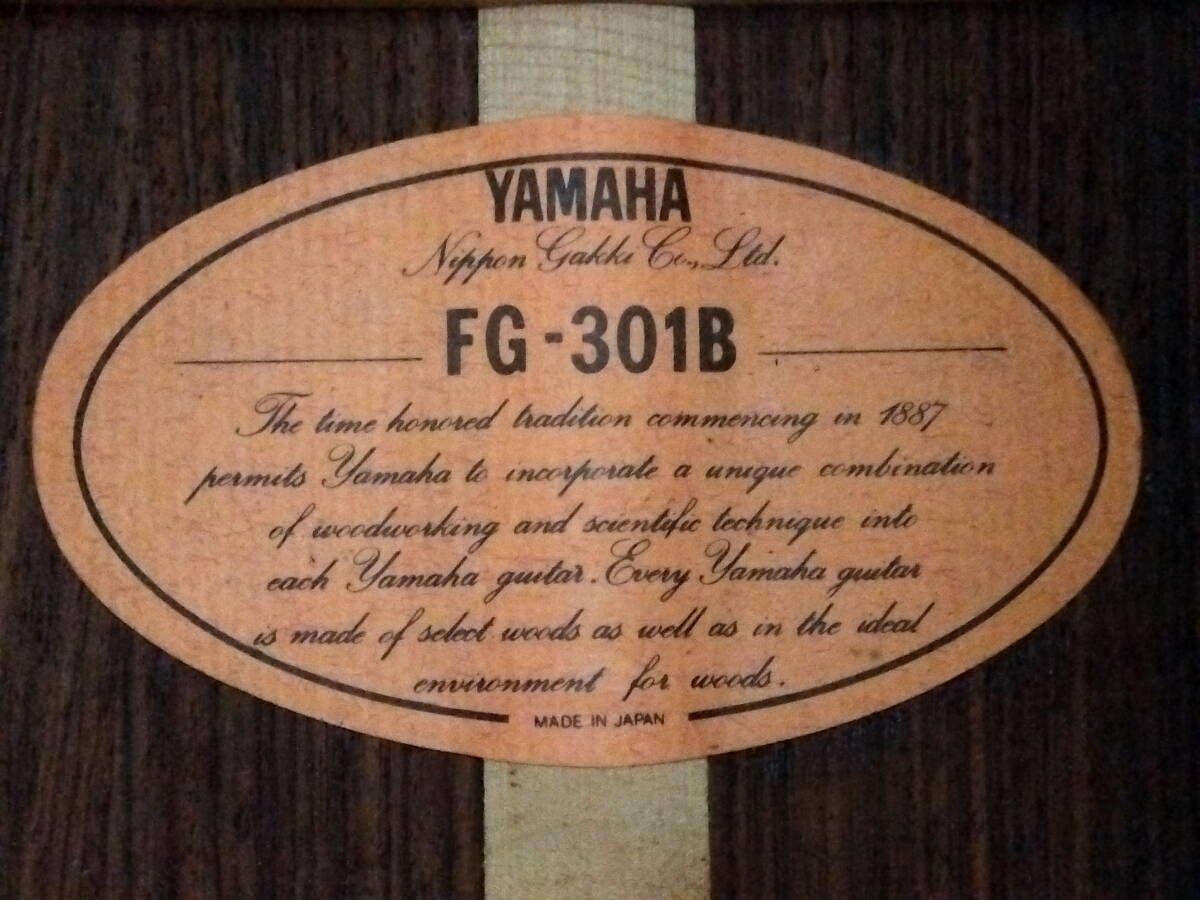 YAMAHA
Nippon Gakki Co., Ltd.
FG-301B
The time honored tradition commencing in 1887
permits Yamaha to incorporate a unique combination
of woodworking and scientific technique into
each Yamaha guitar. Every Yamaha guitar
is made of select woods as well as in the ideal
environment for woods.
MADE IN JAPAN